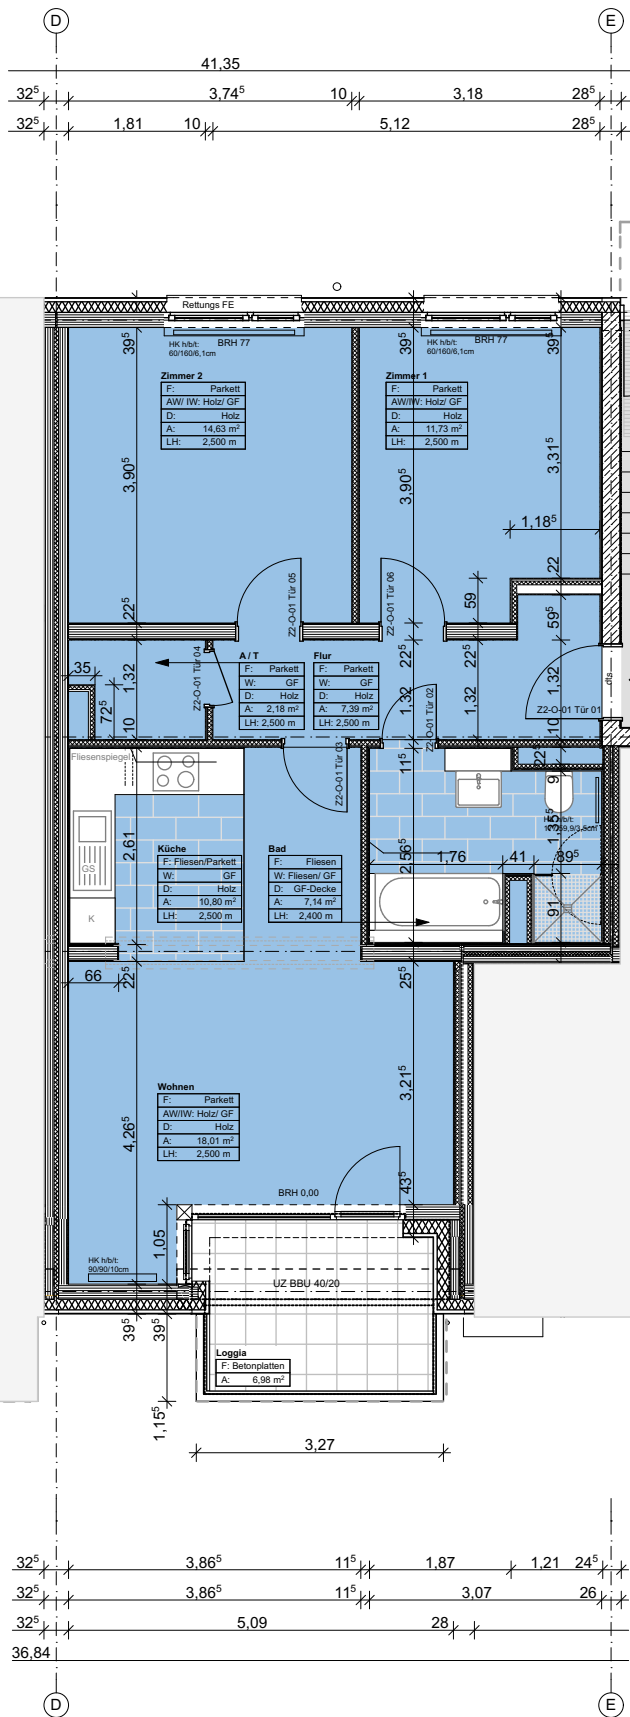 D E
41,35
32⁵ 3,74⁵ 10 3,18 28⁵
32⁵ 1,81 10 5,12 28⁵
Rettungs FE
BRH 77
HK h/b/t:
60/160/6,1cm
39⁵
BRH 77
HK h/b/t:
60/160/6,1cm
39⁵
39⁵
Zimmer 2
F: Parkett
AW/ IW: Holz/ GF
D: Holz
A: 14,63 m²
LH: 2,500 m
Zimmer 1
F: Parkett
AW/IW: Holz/ GF
D: Holz
A: 11,73 m²
LH: 2,500 m
3,90⁵
3,90⁵
3,31⁵
1,18⁵
22
59
59⁵
22⁵
Z2-O-01 Tür 05
Z2-O-01 Tür 06
22⁵
22⁵
35
1,32
72⁵
10
Z2-O-01 Tür 04
A / T
F: Parkett
W: GF
D: Holz
A: 2,18 m²
LH: 2,500 m
Flur
F: Parkett
W: GF
D: Holz
A: 7,39 m²
LH: 2,500 m
1,32
1,32
1,32
10
Z2-O-01 Tür 02
Z2-O-01 Tür 01
dts
Fliesenspiegel
Z2-O-01 Tür 03
11⁵
22⁵
9
1,35⁵
2,61
GS
K
Küche
F: Fliesen/Parkett
W: GF
D: Holz
A: 10,80 m²
LH: 2,500 m
Bad
F: Fliesen
W: Fliesen/ GF
D: GF-Decke
A: 7,14 m²
LH: 2,400 m
2,56⁵
1,76 41 89⁵
91
66
22⁵
25⁵
Wohnen
F: Parkett
AW/IW: Holz/ GF
D: Holz
A: 18,01 m²
LH: 2,500 m
4,26⁵
3,21⁵
43⁵
BRH 0,00
1,05
HK h/b/t:
90/90/10cm
UZ BBU 40/20
39⁵
39⁵
Loggia
F: Betonplatten
A: 6,98 m²
1,15⁵
3,27
32⁵ 3,86⁵ 11⁵ 1,87 1,21 24⁵
32⁵ 3,86⁵ 11⁵ 3,07 26
32⁵ 5,09 28
36,84
D E